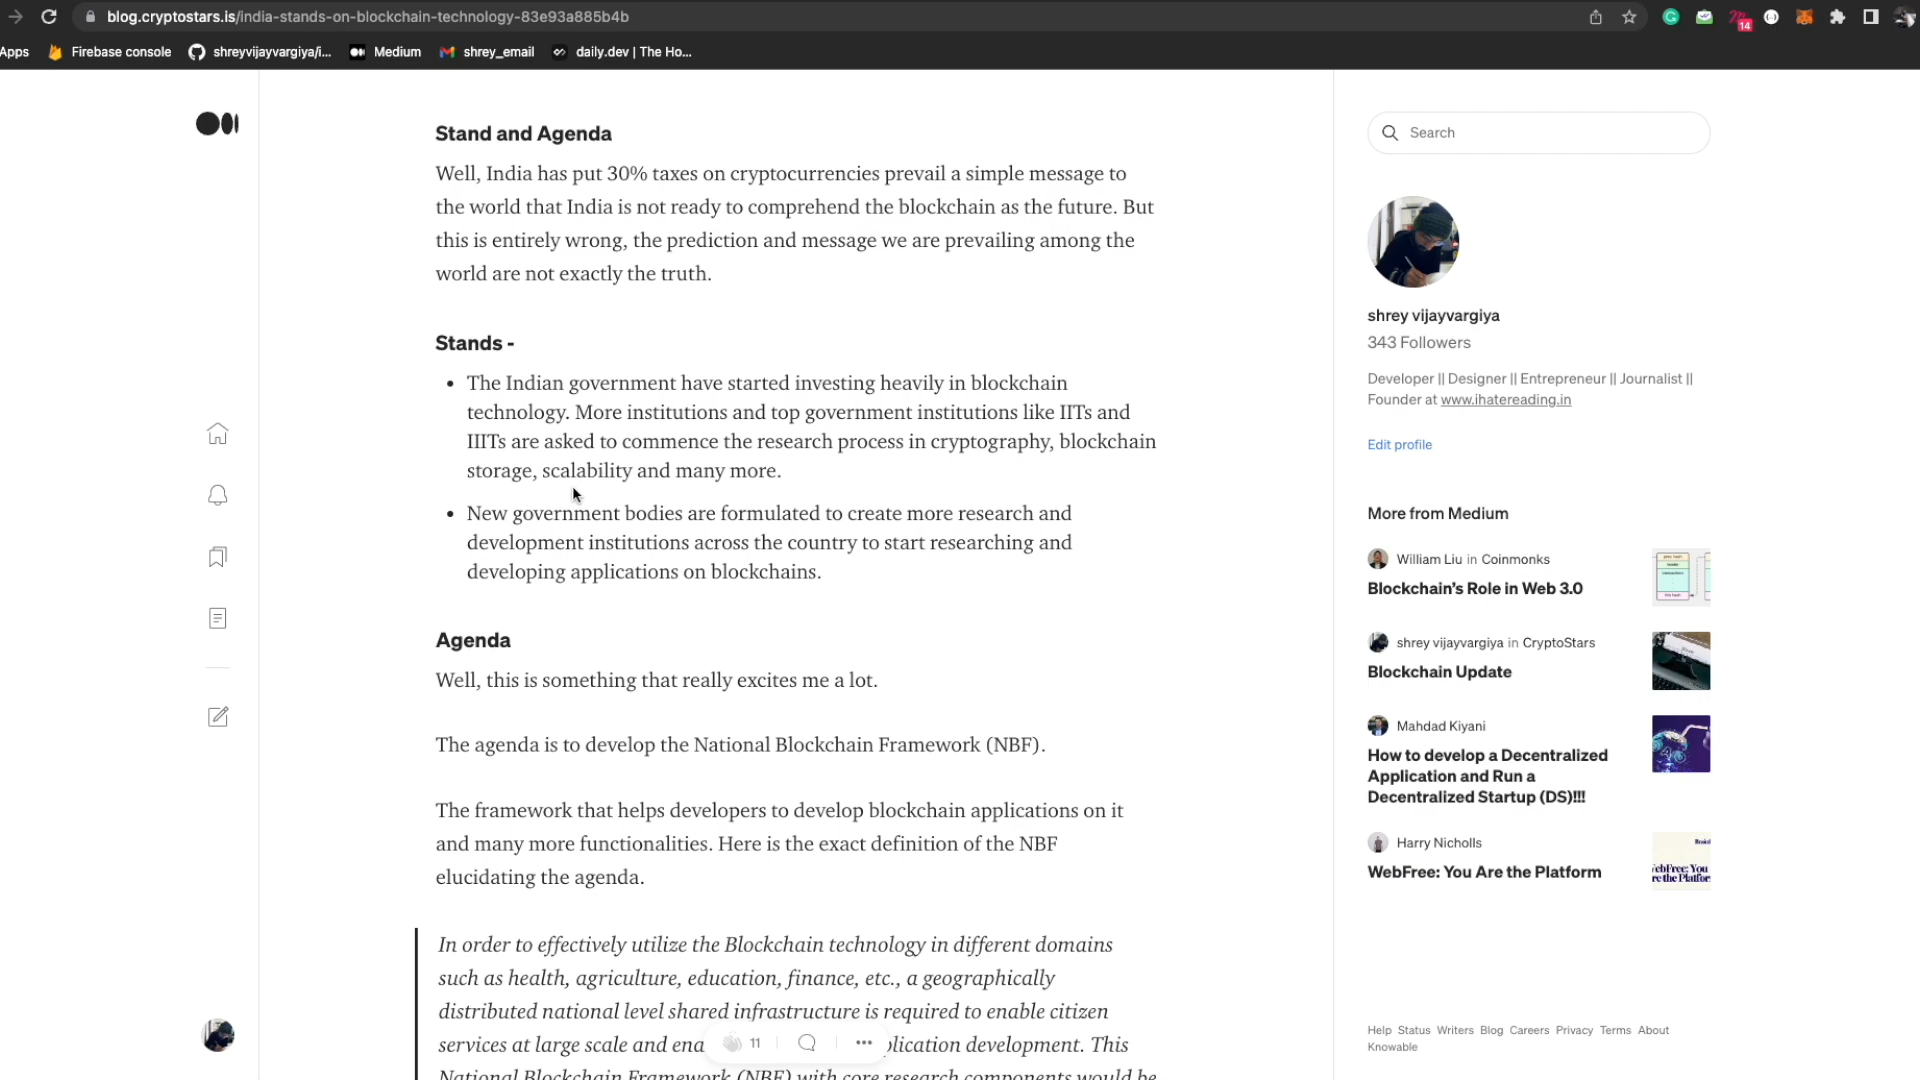 blog.cryptostars.is/india-stands-on-blockchain-technology-83e93a885b4b
14
Apps
Firebase console
shreyvijayvargiya/i...
Medium
shrey_email
daily.dev | The Ho...
Stand and Agenda
Well, India has put 30% taxes on cryptocurrencies prevail a simple message to
the world that India is not ready to comprehend the blockchain as the future. But
this is entirely wrong, the prediction and message we are prevailing among the
world are not exactly the truth.
Stands -
• The Indian government have started investing heavily in blockchain
technology. More institutions and top government institutions like IITs and
IIITs are asked to commence the research process in cryptography, blockchain
storage, scalability and many more.
• New government bodies are formulated to create more research and
development institutions across the country to start researching and
developing applications on blockchains.
Agenda
Well, this is something that really excites me a lot.
The agenda is to develop the National Blockchain Framework (NBF).
The framework that helps developers to develop blockchain applications on it
and many more functionalities. Here is the exact definition of the NBF
elucidating the agenda.
In order to effectively utilize the Blockchain technology in different domains
such as health, agriculture, education, finance, etc., a geographically
distributed national level shared infrastructure is required to enable citizen
services at large scale and ena plication development. This
National Blockchain Framework (NBF) with core research components would be
11
Search
shrey vijayvargiya
343 Followers
Developer || Designer || Entrepreneur || Journalist ||
Founder at www.ihatereading.in
Edit profile
More from Medium
William Liu in Coinmonks
Blockchain's Role in Web 3.0
shrey vijayvargiya in CryptoStars
Blockchain Update
Mahdad Kiyani
How to develop a Decentralized
Application and Run a
Decentralized Startup (DS)!!!
Harry Nicholls
WebFree: You Are the Platform
Help Status Writers Blog Careers Privacy Terms About
Knowable